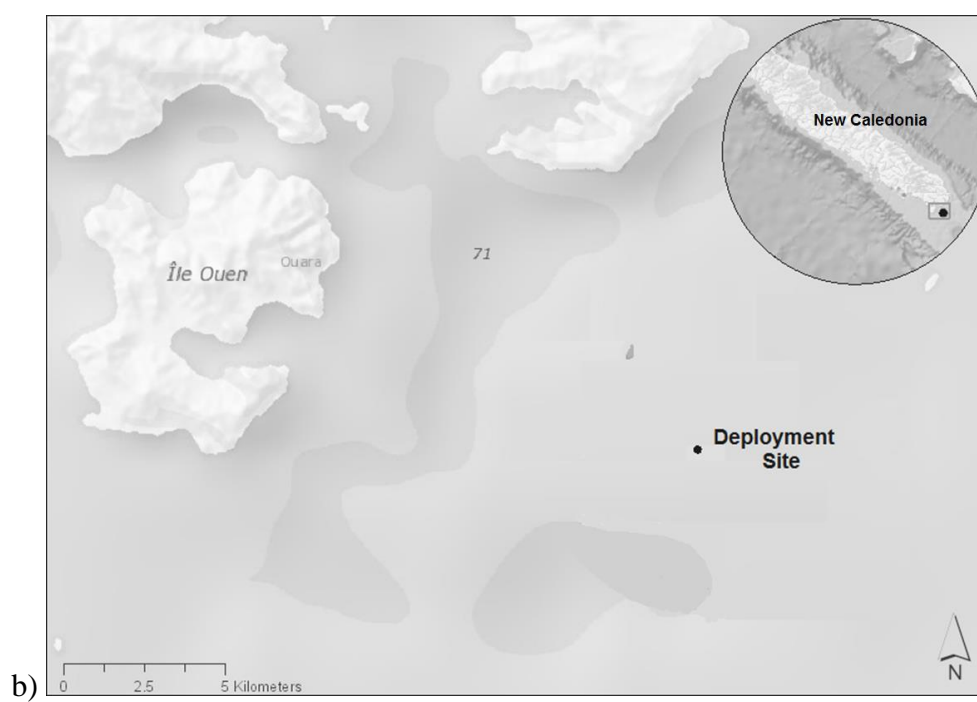 New Caledonia
71
Île Ouen
Ouara
Deployment
Site
N
b)
0 2.5 5 Kilometers